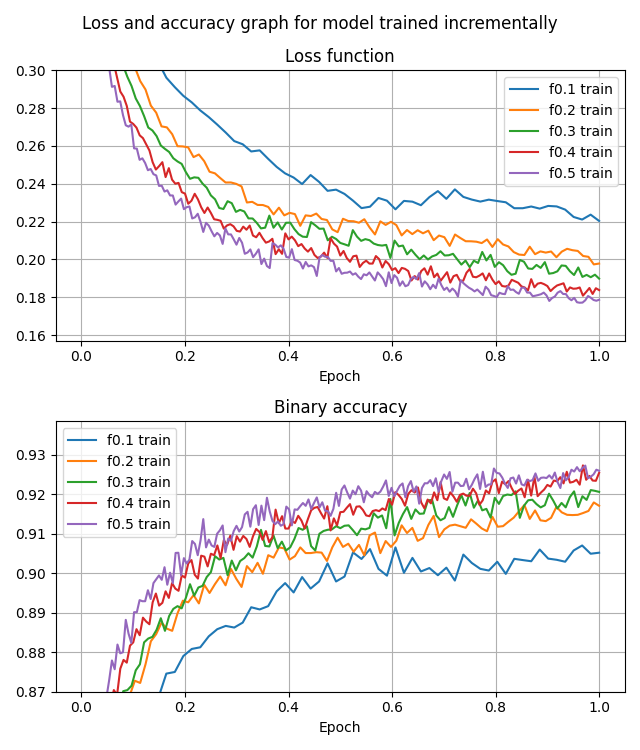 Loss and accuracy graph for model trained incrementally
Loss function
0.30
0.28
0.26
0.24
0.22
0.20
0.18
0.16
f0.1 train
f0.2 train
f0.3 train
f0.4 train
f0.5 train
0.0 0.2 0.4 0.6 0.8 1.0
Epoch
Binary accuracy
0.93
0.92
0.91
0.90
0.89
0.88
0.87
f0.1 train
f0.2 train
f0.3 train
f0.4 train
f0.5 train
0.0 0.2 0.4 0.6 0.8 1.0
Epoch